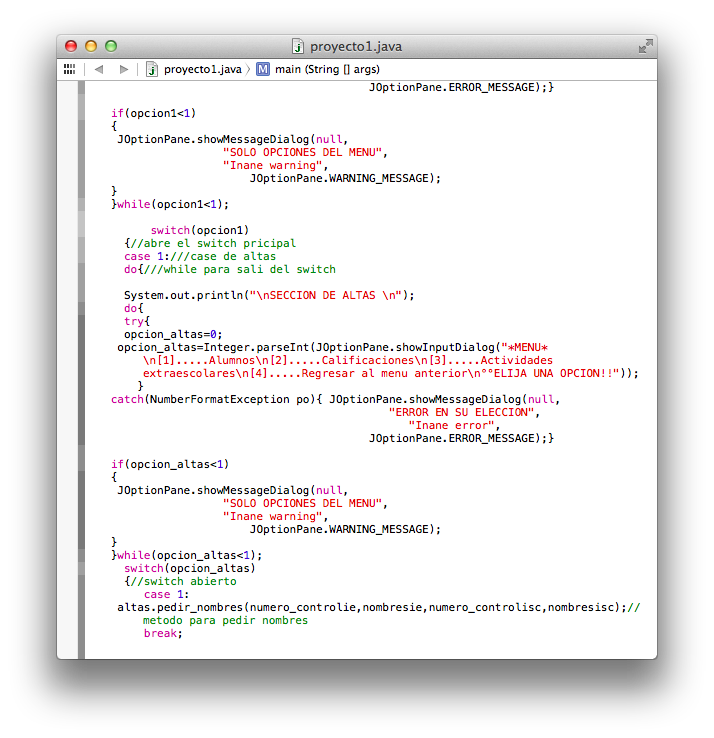 proyecto1.java
proyecto1.java 〉 M main (String [] args)
JOptionPane.ERROR_MESSAGE);}
if(opcion1<1)
{
JOptionPane.showMessageDialog(null,
"SOLO OPCIONES DEL MENU",
"Inane warning",
JOptionPane.WARNING_MESSAGE);
}
}while(opcion1<1);
switch(opcion1)
{//abre el switch pricipal
case 1:///case de altas
do{///while para sali del switch
System.out.println("\nSECCION DE ALTAS \n");
do{
try{
opcion_altas=0;
opcion_altas=Integer.parseInt(JOptionPane.showInputDialog("*MENU*
\n[1].....Alumnos\n[2].....Calificaciones\n[3].....Actividades
extraescolares\n[4].....Regresar al menu anterior\n°°ELIJA UNA OPCION!!"));
}
catch(NumberFormatException po){ JOptionPane.showMessageDialog(null,
"ERROR EN SU ELECCION",
"Inane error",
JOptionPane.ERROR_MESSAGE);}
if(opcion_altas<1)
{
JOptionPane.showMessageDialog(null,
"SOLO OPCIONES DEL MENU",
"Inane warning",
JOptionPane.WARNING_MESSAGE);
}
}while(opcion_altas<1);
switch(opcion_altas)
{//switch abierto
case 1:
altas.pedir_nombres(numero_controlie,nombresie,numero_controlisc,nombresisc);//
metodo para pedir nombres
break;